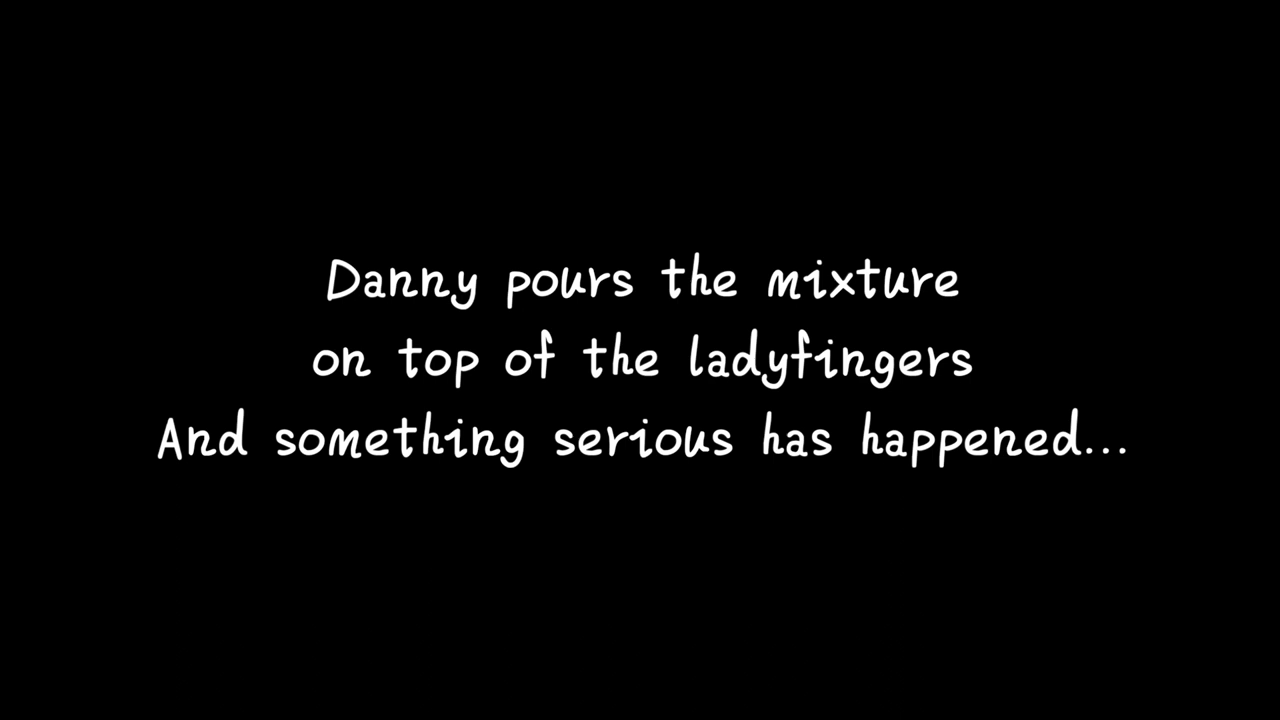 Danny pours the mixture
on top of the ladyfingers
And something serious has happened...